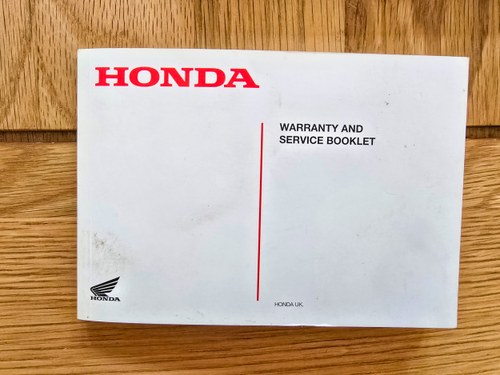 HONDA
WARRANTY AND
SERVICE BOOKLET
HONDA
HONDA UK.